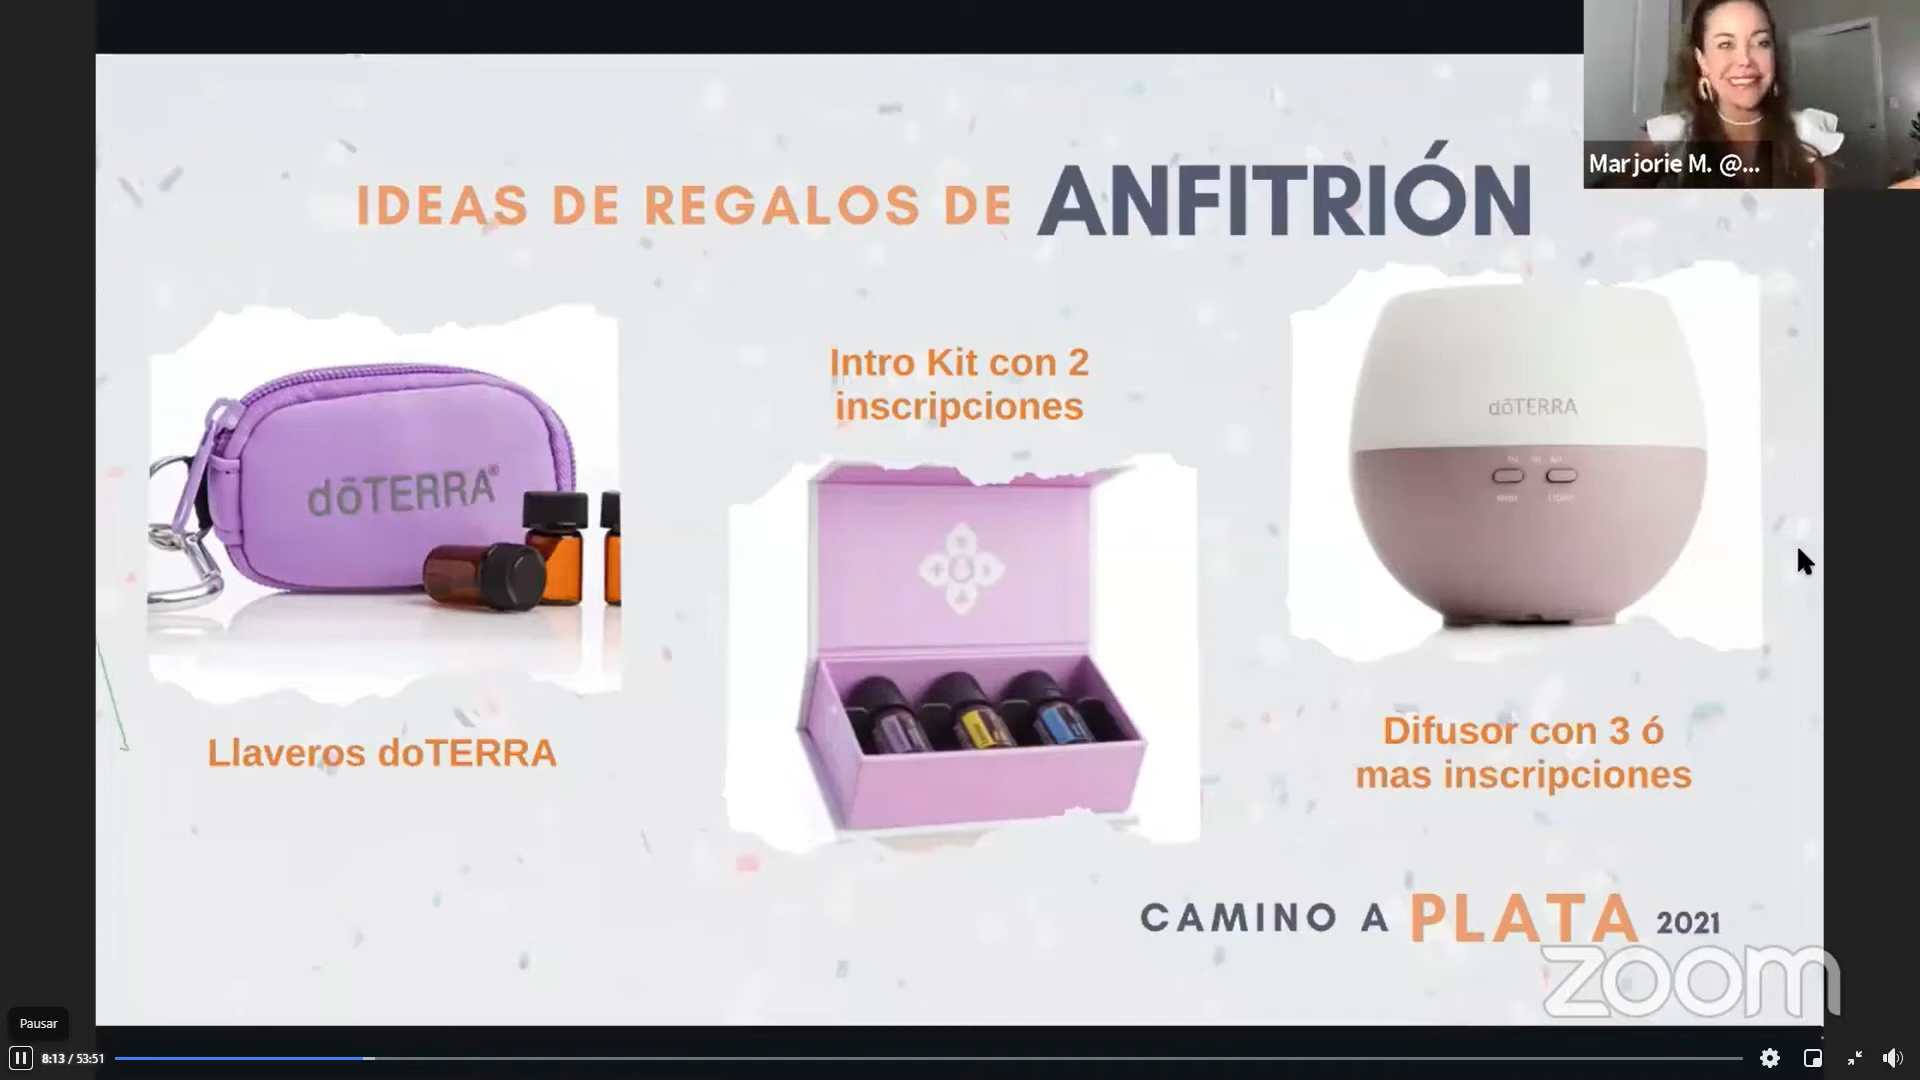 Marjorie M. @...
IDEAS DE REGALOS DE ANFITRIÓN
Intro Kit con 2
inscripciones
dōTERRA
dōTERRA®
Llaveros doTERRA
Difusor con 3 ó
mas inscripciones
CAMINO A PLATA 2021
zoom
Pausar
8:13 / 53:51